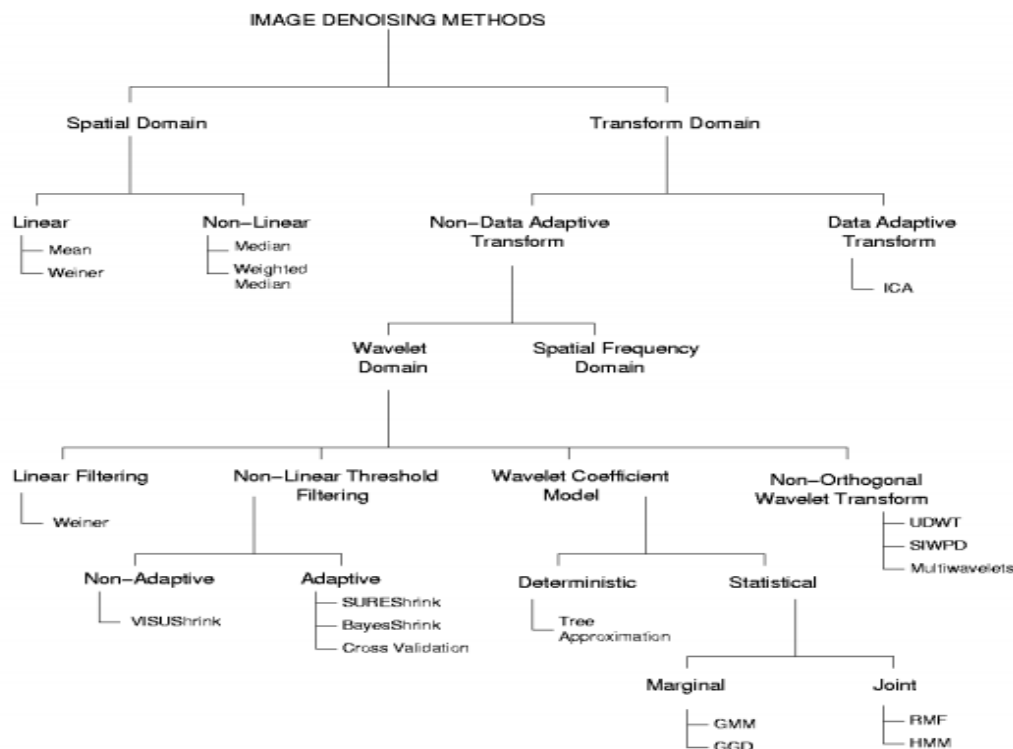 IMAGE DENOISING METHODS
Spatial Domain
Transform Domain
Linear
Mean
Weiner
Non-Linear
Median
Weighted
Median
Non-Data Adaptive
Transform
Data Adaptive
Transform
ICA
Wavelet
Domain
Spatial Frequency
Domain
Linear Filtering
Weiner
Non-Linear Threshold
Filtering
Wavelet Coefficient
Model
Non-Orthogonal
Wavelet Transform
UDWT
SIWPD
Multiwavelets
Non-Adaptive
VISUShrink
Adaptive
SUREShrink
BayesShrink
Cross Validation
Deterministic
Tree
Approximation
Statistical
Marginal
GMM
GGD
Joint
RMF
HMM